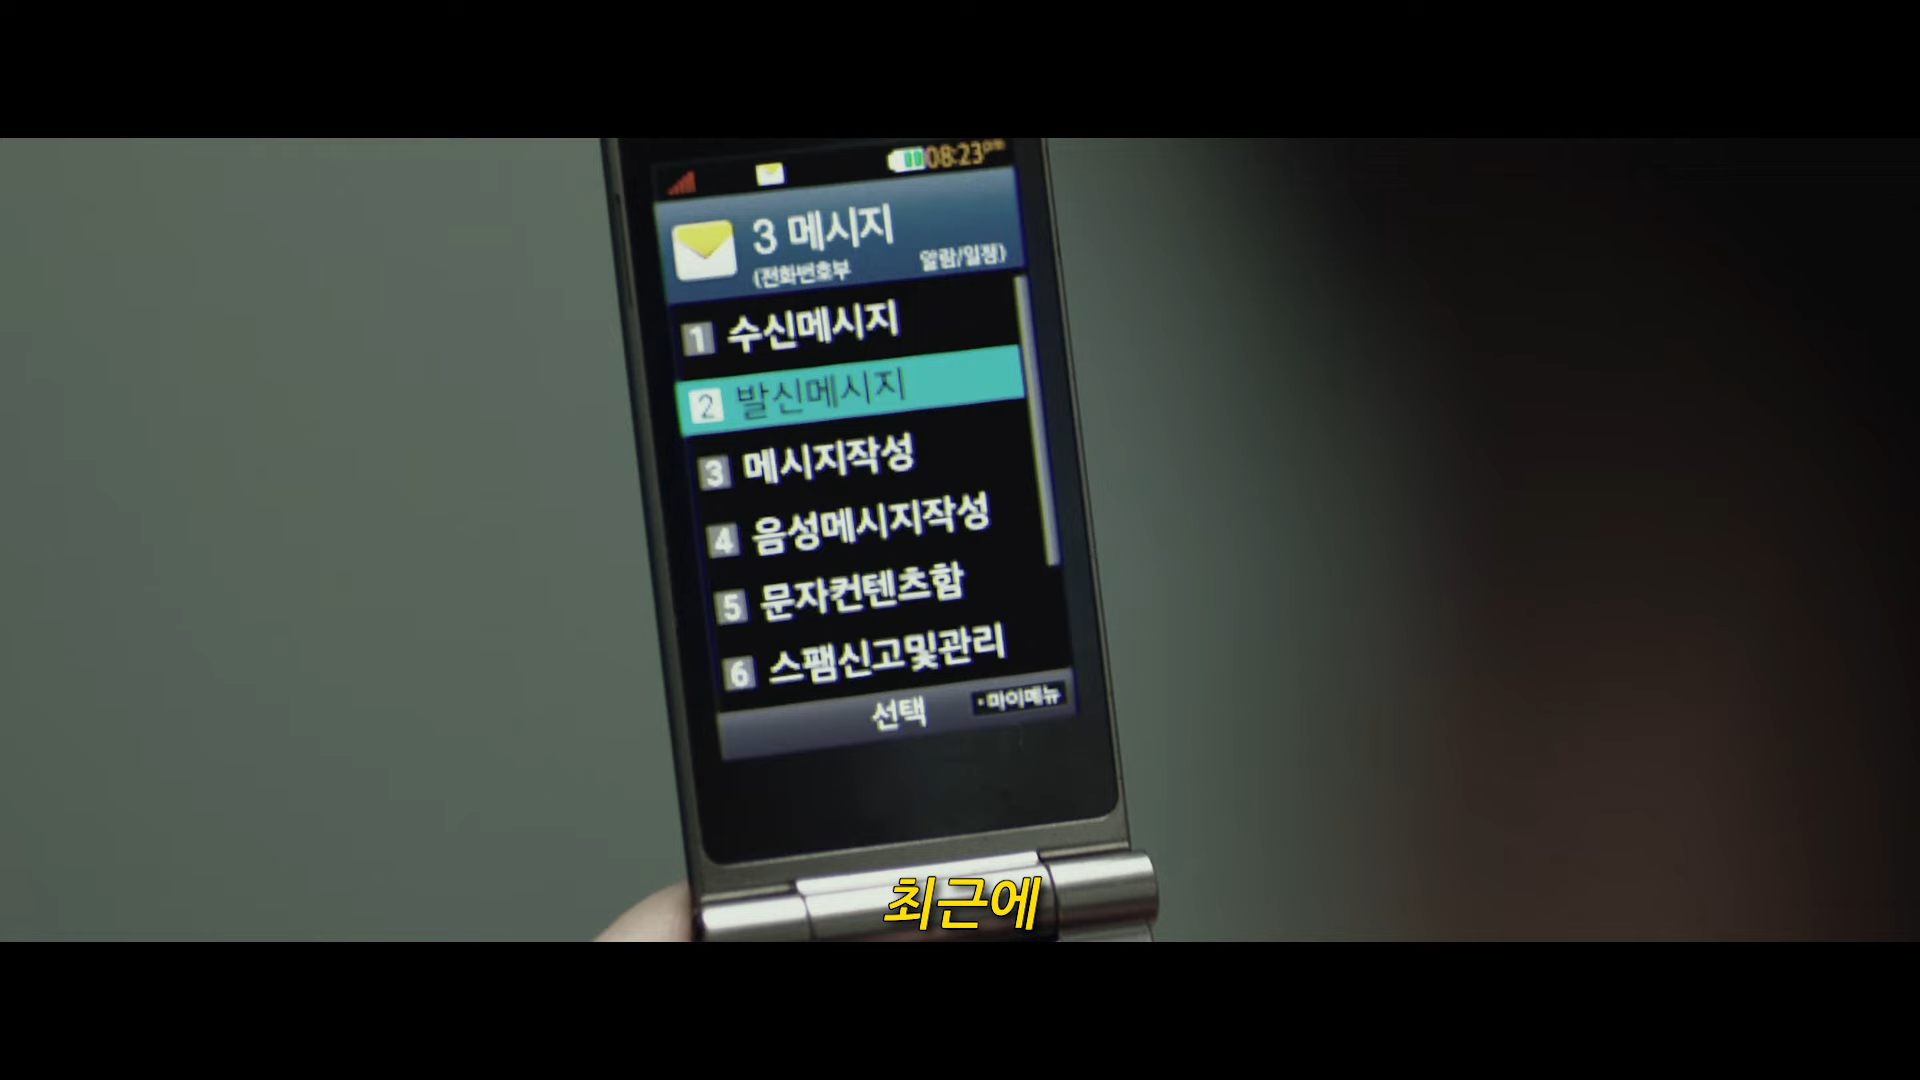 08:23pm
3 메시지
(전화번호부 알람/일정)
1 수신메시지
2 발신메시지
3 메시지작성
4 음성메시지작성
5 문자컨텐츠함
6 스팸신고및관리
선택 ·마이메뉴
최근에